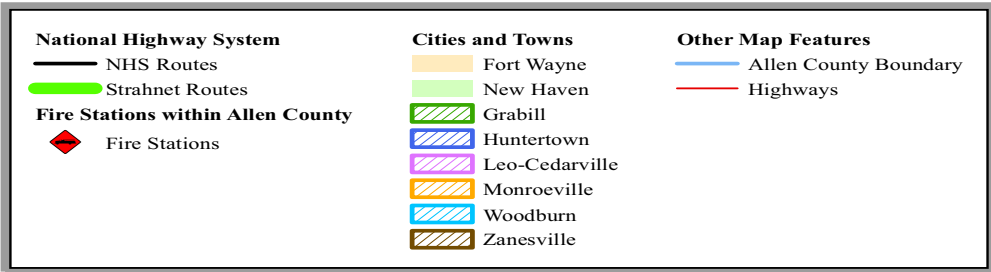 National Highway System
NHS Routes
Strahnet Routes
Fire Stations within Allen County
Fire Stations
Cities and Towns
Fort Wayne
New Haven
Grabill
Huntertown
Leo-Cedarville
Monroeville
Woodburn
Zanesville
Other Map Features
Allen County Boundary
Highways